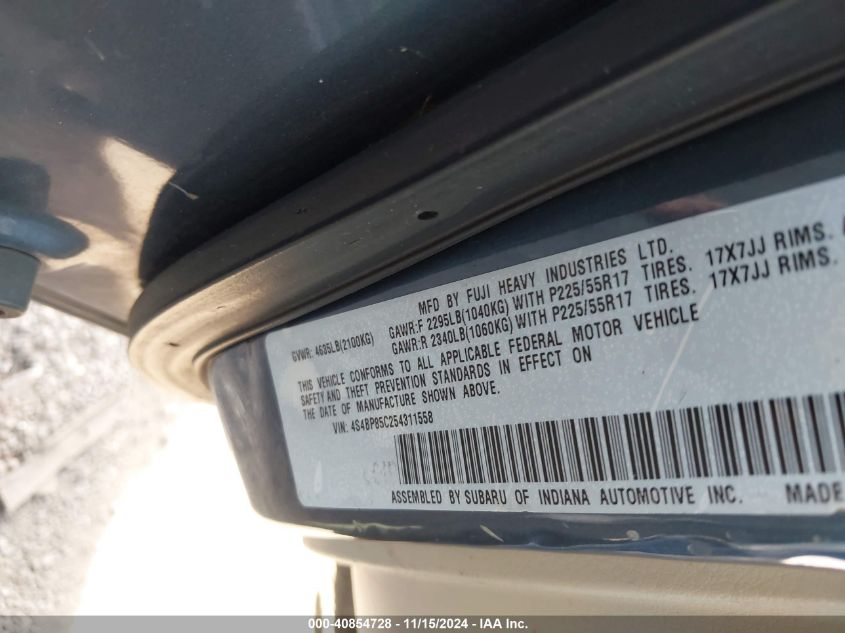 MFD BY FUJI HEAVY INDUSTRIES LTD.
GVWR: 4635LB(2100KG) GAWR:F 2295LB(1040KG) WITH P225/55R17 TIRES. 17X7JJ RIMS.
GAWR:R 2340LB(1060KG) WITH P225/55R17 TIRES. 17X7JJ RIMS.
THIS VEHICLE CONFORMS TO ALL APPLICABLE FEDERAL MOTOR VEHICLE
SAFETY AND THEFT PREVENTION STANDARDS IN EFFECT ON
THE DATE OF MANUFACTURE SHOWN ABOVE.
VIN: 4S4BP85C254311558
ASSEMBLED BY SUBARU OF INDIANA AUTOMOTIVE INC. MADE
000-40854728 - 11/15/2024 - IAA Inc.